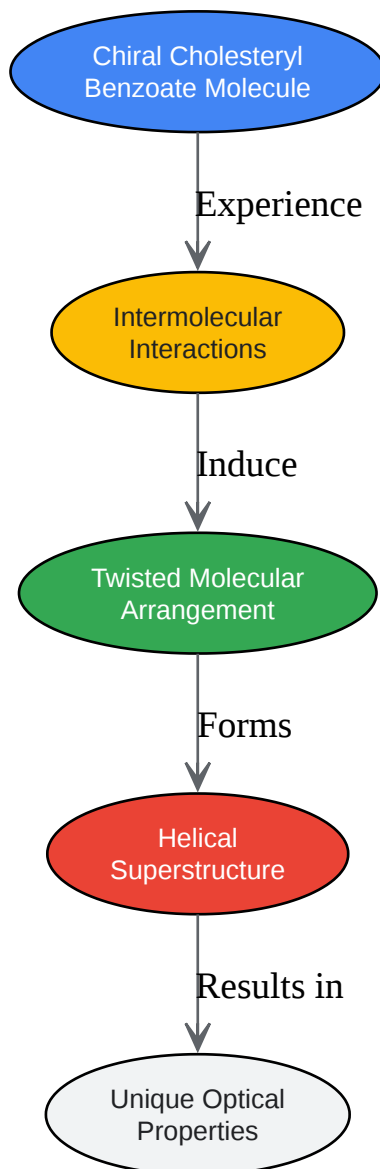 Chiral Cholesteryl
Benzoate Molecule
Experience
Intermolecular
Interactions
Induce
Twisted Molecular
Arrangement
Forms
Helical
Superstructure
Results in
Unique Optical
Properties